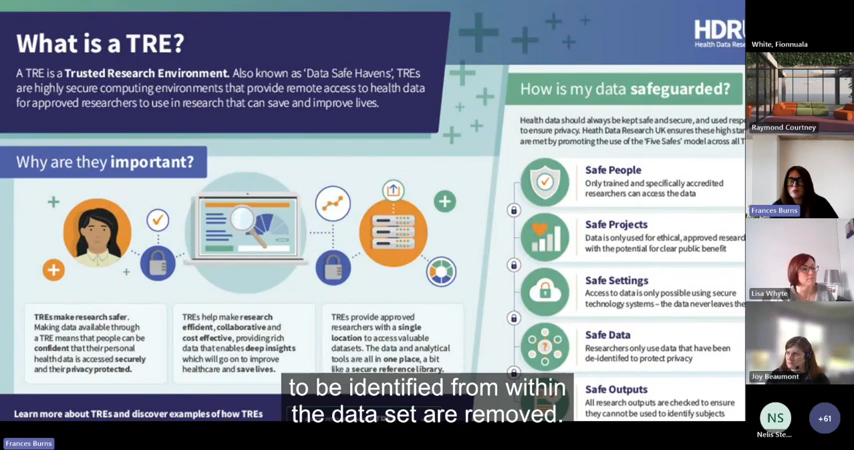 What is a TRE?
A TRE is a Trusted Research Environment. Also known as 'Data Safe Havens', TREs
are highly secure computing environments that provide remote access to health data
for approved researchers to use in research that can save and improve lives.
Why are they important?
TREs make research safer.
Making data available through
a TRE means that people can be
confident that their personal
health data is accessed securely
and their privacy protected.
TREs help make research
efficient, collaborative and
cost effective, providing rich
data that enables deep insights
which will go on to improve
healthcare and save lives.
TREs provide approved
researchers with a single
location to access valuable
datasets. The data and analytical
tools are all in one place, a bit
like a secure reference library.
Learn more about TREs and discover examples of how TREs
HDRU
Health Data Rese
How is my data safeguarded?
Health data should always be kept safe and secure, and used resp
to ensure privacy. Heath Data Research UK ensures these high star
are met by promoting the use of the 'Five Safes' model across all T
Safe People
Only trained and specifically accredited
researchers can access the data
Safe Projects
Data is only used for ethical, approved researc
with the potential for clear public benefit
Safe Settings
Access to data is only possible using secure
technology systems – the data never leaves the
Safe Data
Researchers only use data that have been
de-identifed to protect privacy
Safe Outputs
All research outputs are checked to ensure
they cannot be used to identify subjects
to be identified from within
the data set are removed.
Frances Burns
White, Fionnuala
Raymond Courtney
Frances Burns
Lisa Whyte
Joy Beaumont
NS
Nelis Ste...
+61